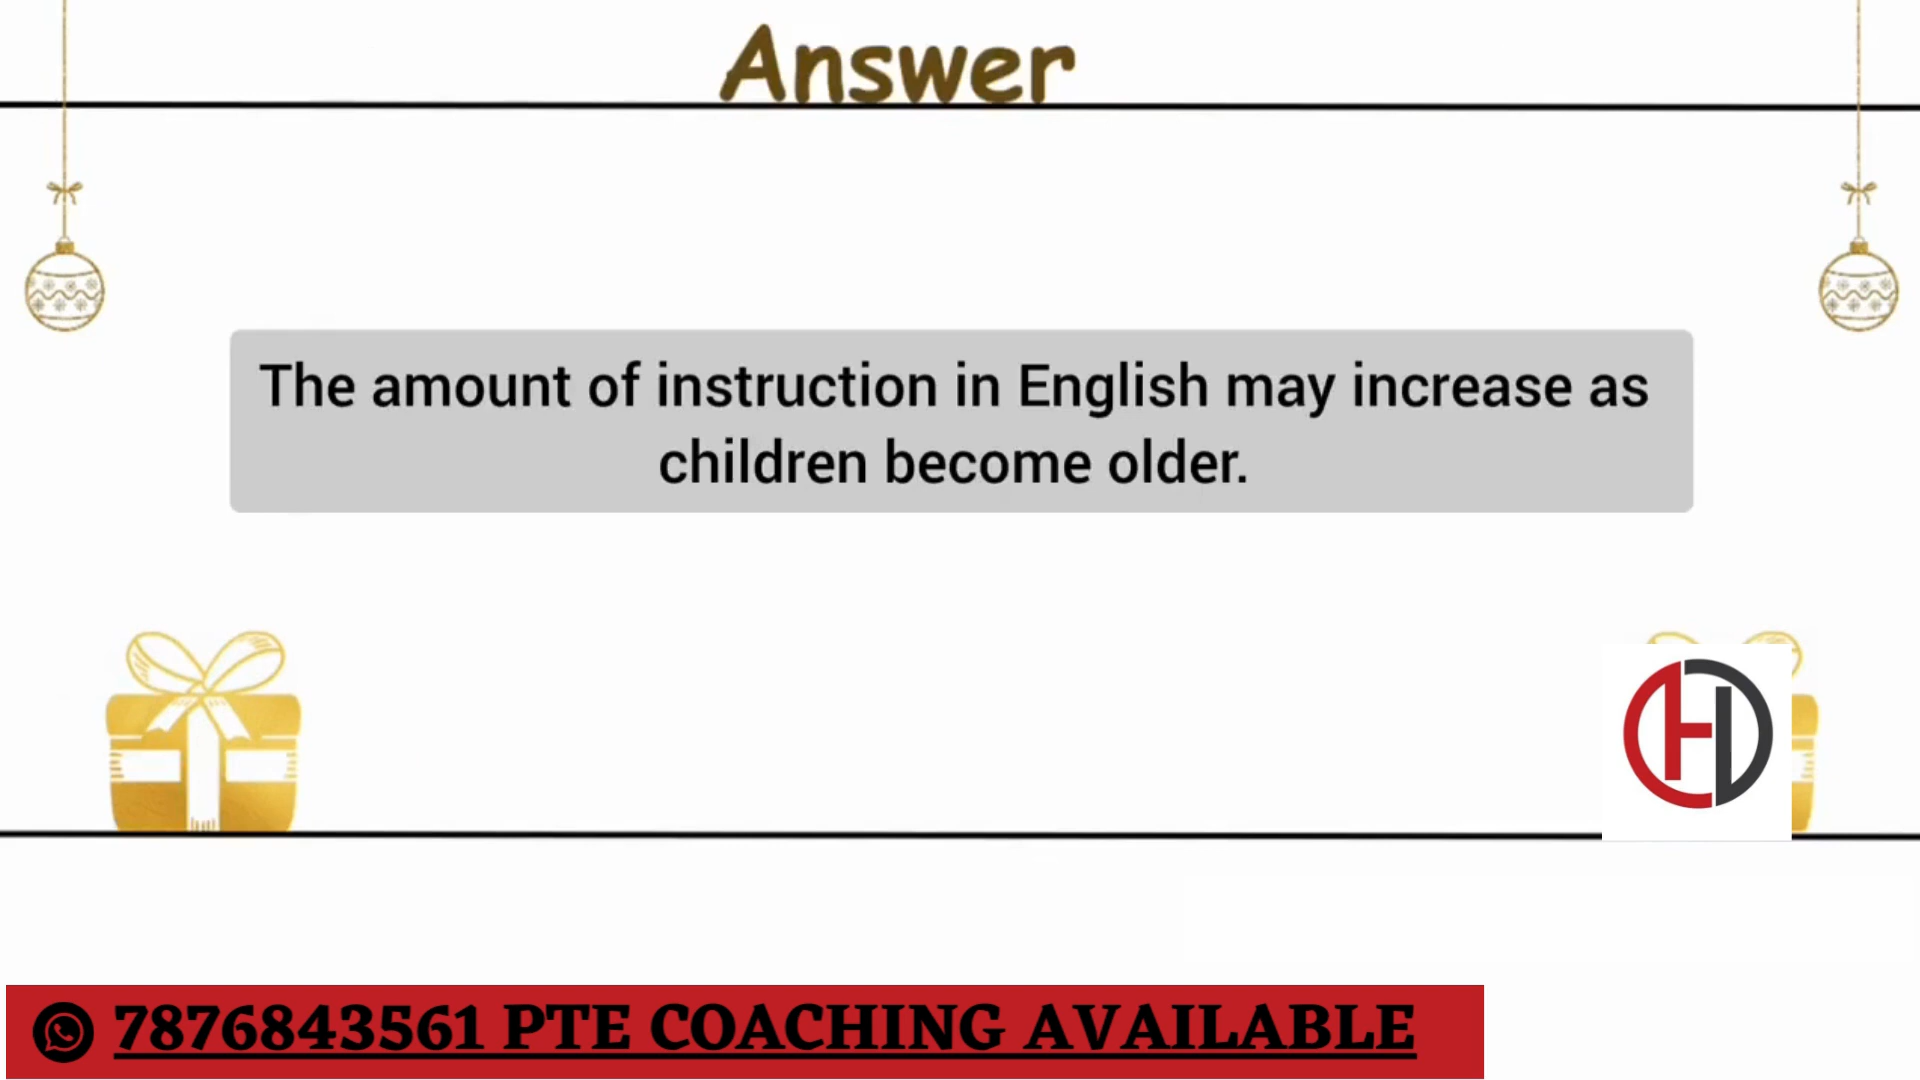 Answer
The amount of instruction in English may increase as
children become older.
7876843561 PTE COACHING AVAILABLE